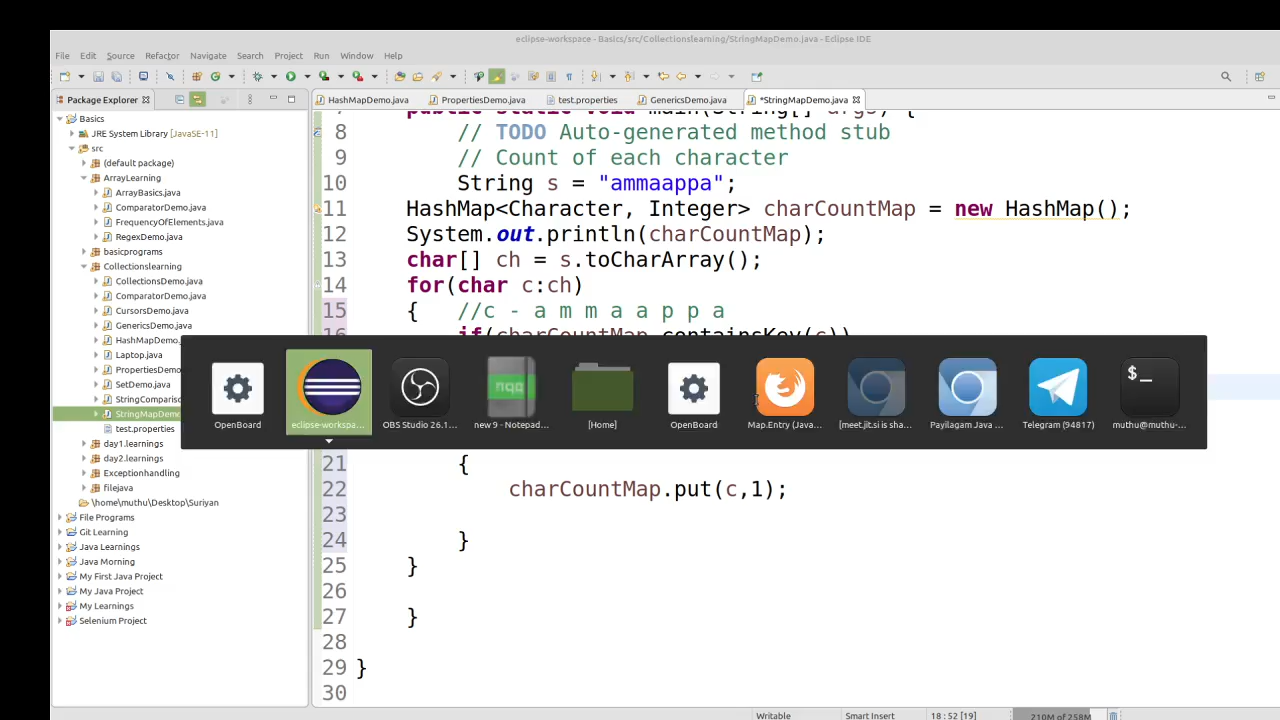 eclipse-workspace - Basics/src/Collectionslearning/StringMapDemo.java - Eclipse IDE
File Edit Source Refactor Navigate Search Project Run Window Help
Package Explorer
HashMapDemo.java PropertiesDemo.java test.properties GenericsDemo.java *StringMapDemo.java
Basics
JRE System Library [JavaSE-11]
src
(default package)
ArrayLearning
ArrayBasics.java
ComparatorDemo.java
FrequencyOfElements.java
RegexDemo.java
basicprograms
Collectionslearning
CollectionsDemo.java
ComparatorDemo.java
CursorsDemo.java
GenericsDemo.java
HashMapDemo.
Laptop.java
PropertiesDemo
SetDemo.java
StringComparis
StringMapDemo
test.properties
day1.learnings
day2.learnings
Exceptionhandling
filejava
\home\muthu\Desktop\Suriyan
File Programs
Git Learning
Java Learnings
Java Morning
My First Java Project
My Java Project
My Learnings
Selenium Project
7 public static void main(String[] args) {
8 // TODO Auto-generated method stub
9 // Count of each character
10 String s = "ammaappa";
11 HashMap<Character, Integer> charCountMap = new HashMap();
12 System.out.println(charCountMap);
13 char[] ch = s.toCharArray();
14 for(char c:ch)
15 { //c - a m m a a p p a
16 if(charCountMap.containsKey(c))
21 {
22 charCountMap.put(c,1);
23
24 }
25 }
26
27 }
28
29 }
30
OpenBoard eclipse-workspa... OBS Studio 26.1... new 9 - Notepad... [Home] OpenBoard Map.Entry (Java... [meet.jit.si is sha... Payilagam Java ... Telegram (94817) muthu@muthu-...
nqq
$_
Writable Smart Insert 18 : 52 [19] 210M of 258M